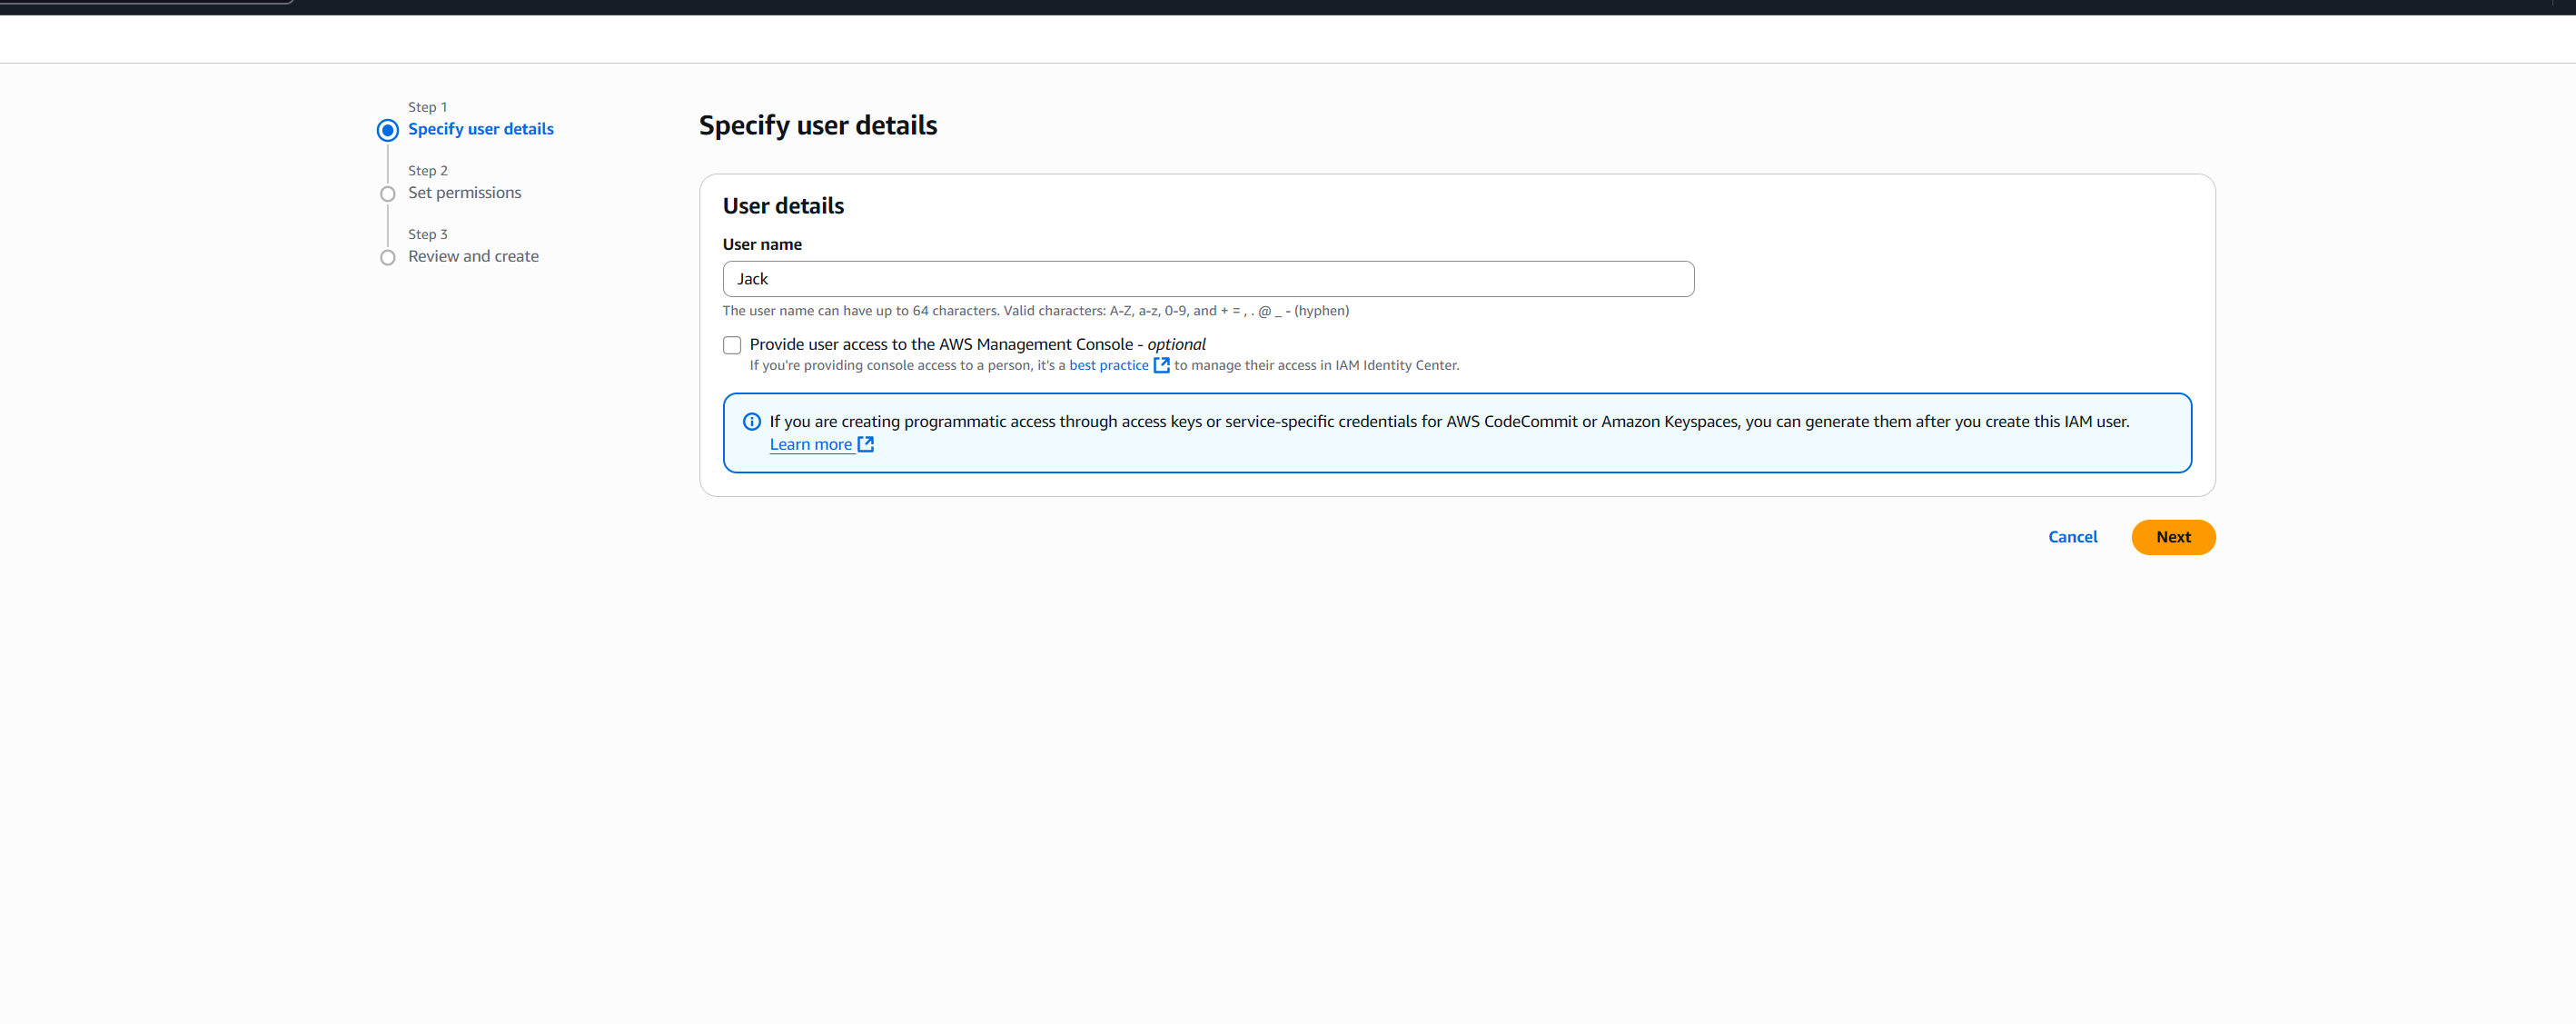 Step 1
Specify user details
Step 2
Set permissions
Step 3
Review and create
Specify user details
User details
User name
Jack
The user name can have up to 64 characters. Valid characters: A-Z, a-z, 0-9, and + = , . @ _ - (hyphen)
Provide user access to the AWS Management Console - optional
If you're providing console access to a person, it's a best practice to manage their access in IAM Identity Center.
If you are creating programmatic access through access keys or service-specific credentials for AWS CodeCommit or Amazon Keyspaces, you can generate them after you create this IAM user.
Learn more
Cancel
Next